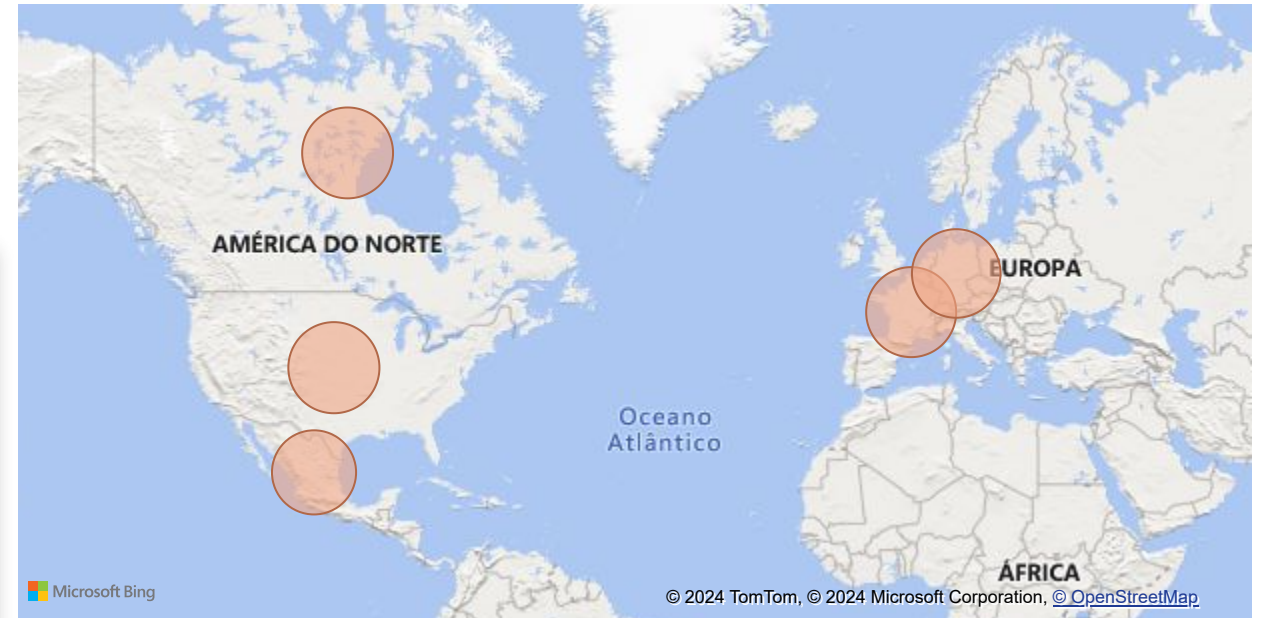 AMÉRICA DO NORTE
EUROPA
Oceano
Atlântico
ÁFRICA
Microsoft Bing
© 2024 TomTom, © 2024 Microsoft Corporation, © OpenStreetMap